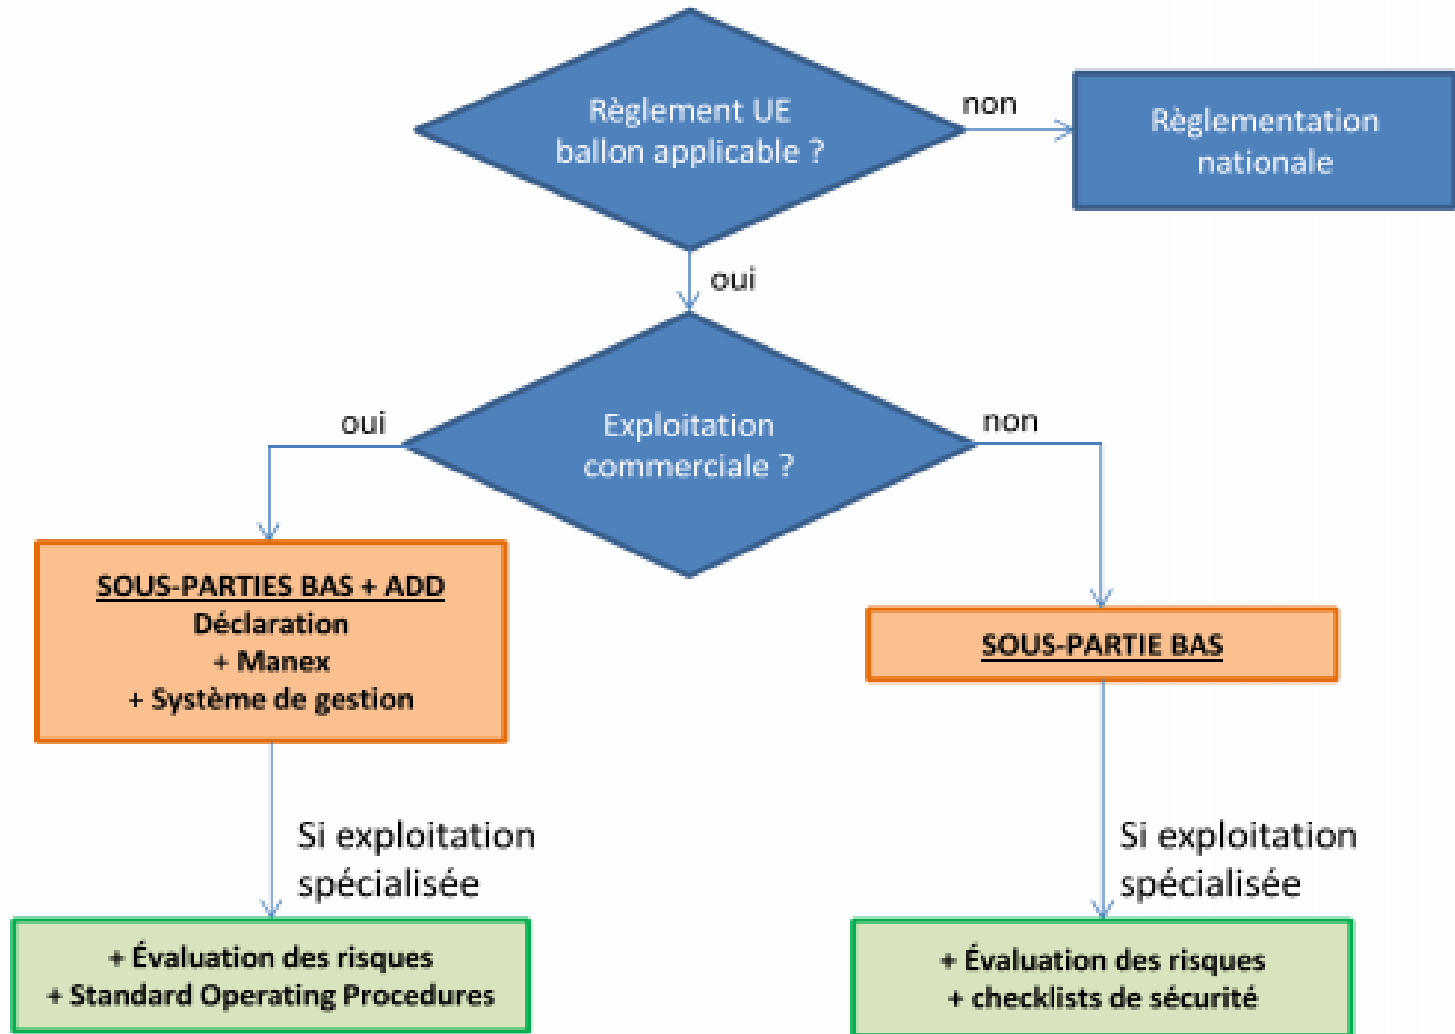 Règlement UE
ballon applicable ?
non
Règlementation
nationale
oui
Exploitation
commerciale ?
oui
non
SOUS-PARTIES BAS + ADD
Déclaration
+ Manex
+ Système de gestion
SOUS-PARTIE BAS
Si exploitation
spécialisée
Si exploitation
spécialisée
+ Évaluation des risques
+ Standard Operating Procedures
+ Évaluation des risques
+ checklists de sécurité